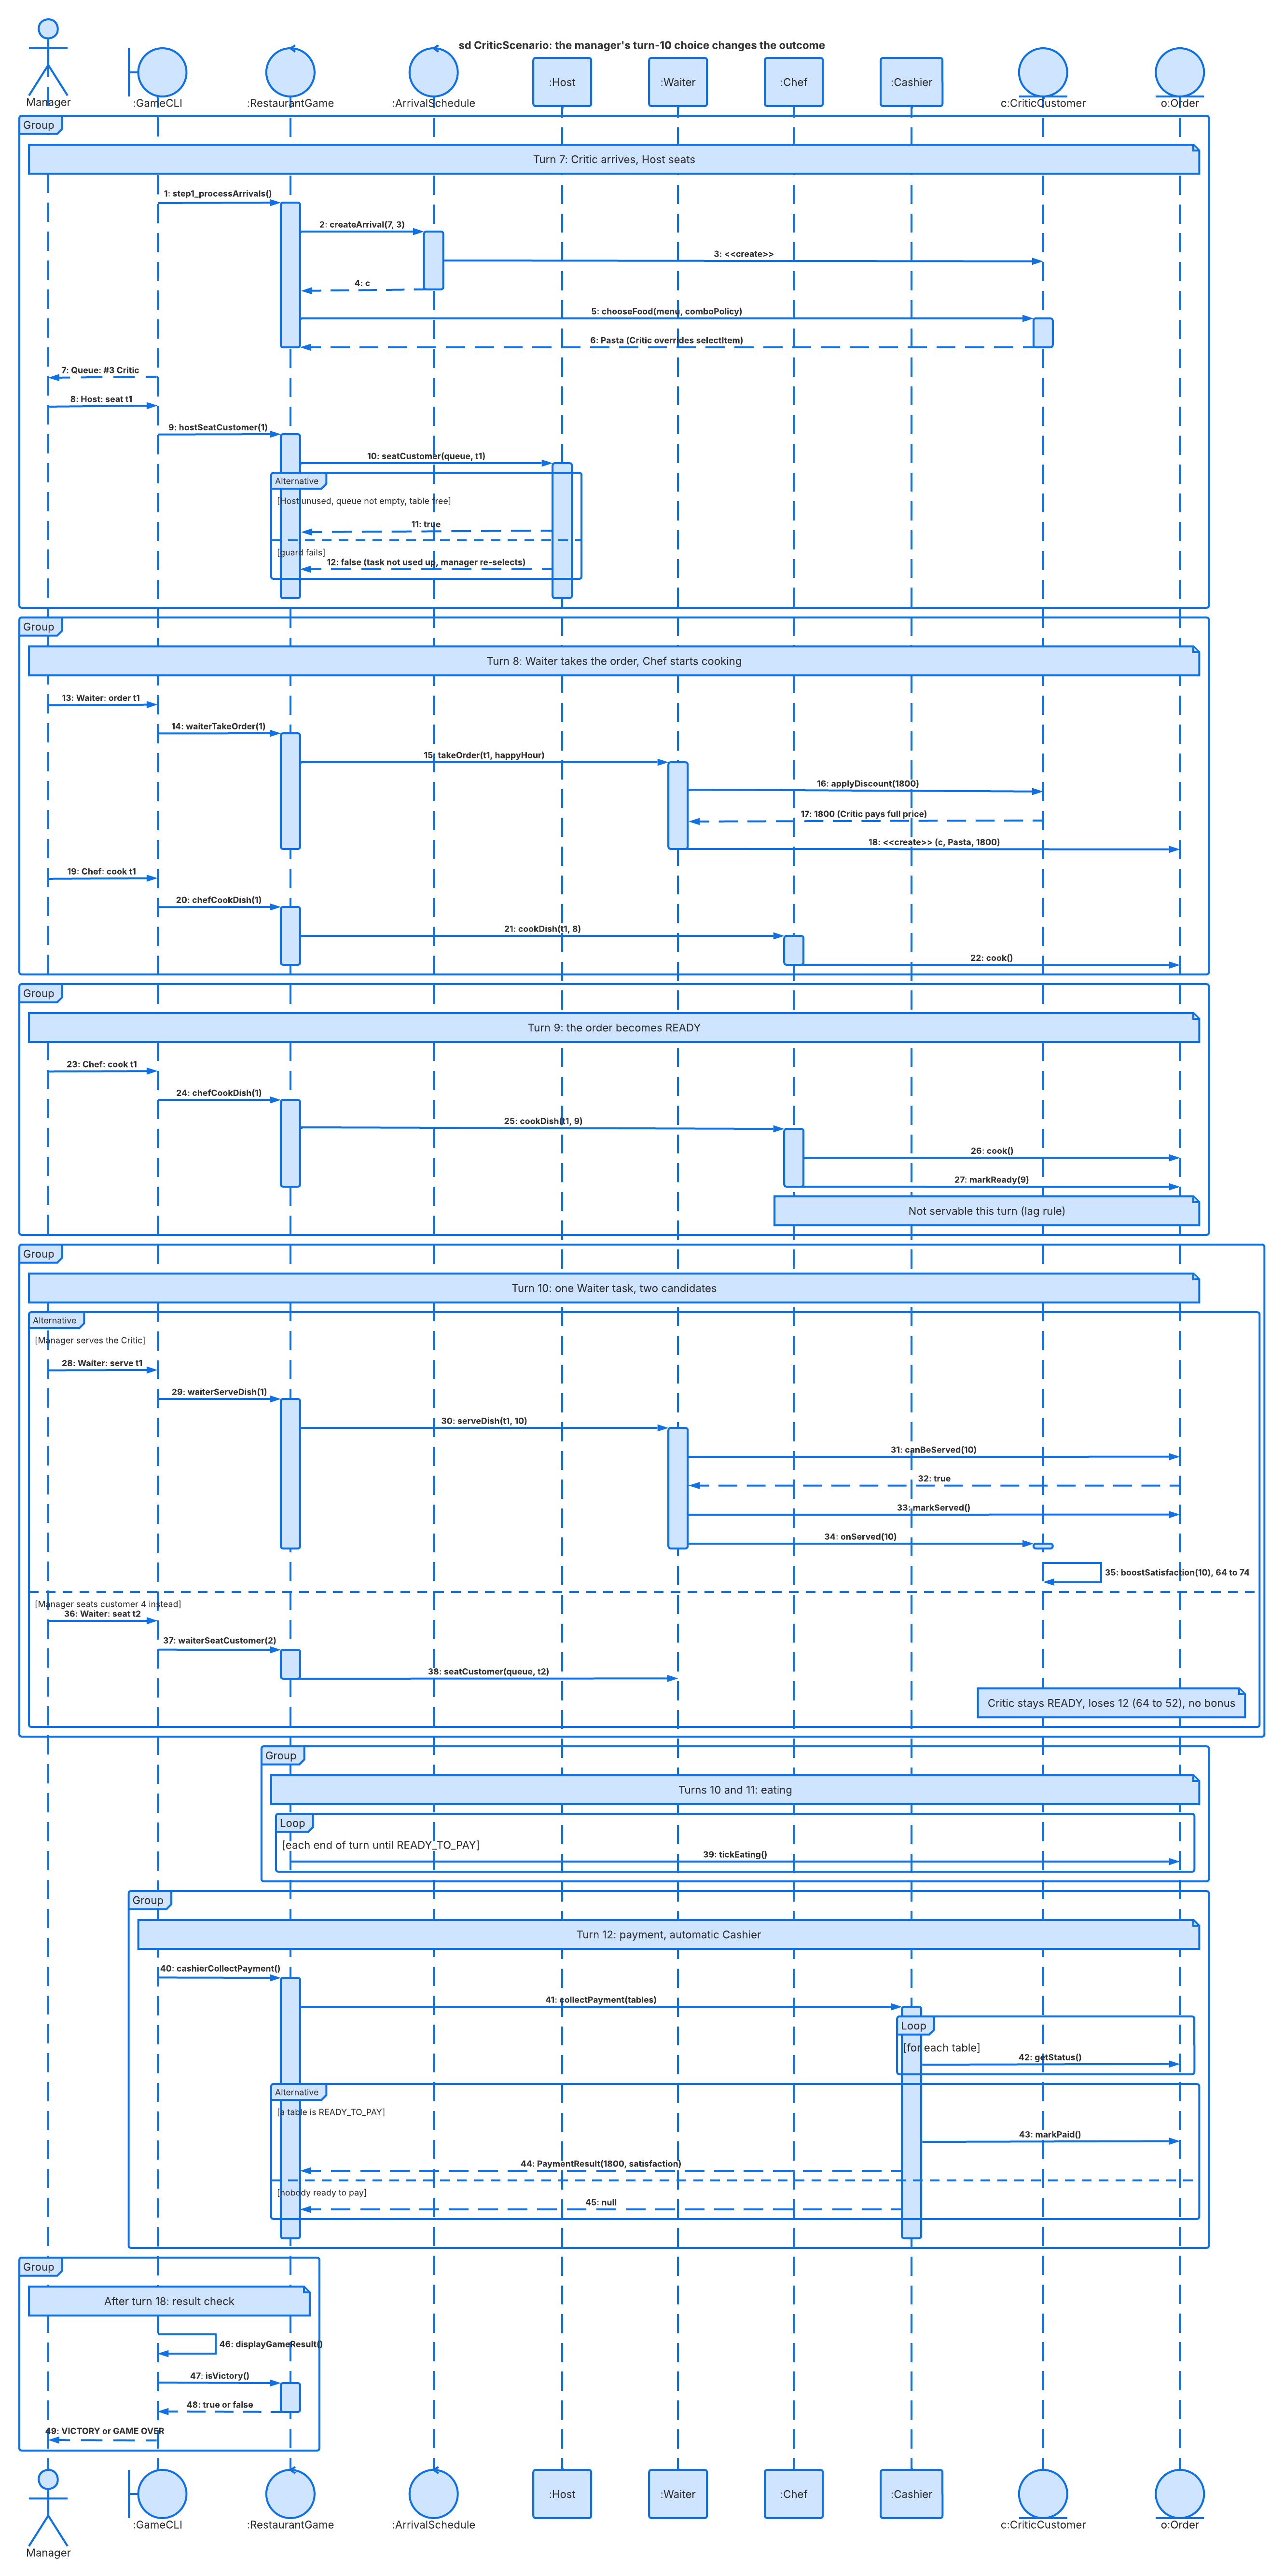 sd CriticScenario: the manager's turn-10 choice changes the outcome
Manager
:GameCLI
:RestaurantGame
:ArrivalSchedule
:Host
:Waiter
:Chef
:Cashier
c:CriticCustomer
o:Order
Group
Turn 7: Critic arrives, Host seats
1: step1_processArrivals()
2: createArrival(7, 3)
3: <<create>>
4: c
5: chooseFood(menu, comboPolicy)
6: Pasta (Critic overrides selectItem)
7: Queue: #3 Critic
8: Host: seat t1
9: hostSeatCustomer(1)
10: seatCustomer(queue, t1)
Alternative
[Host unused, queue not empty, table free]
11: true
[guard fails]
12: false (task not used up, manager re-selects)
Group
Turn 8: Waiter takes the order, Chef starts cooking
13: Waiter: order t1
14: waiterTakeOrder(1)
15: takeOrder(t1, happyHour)
16: applyDiscount(1800)
17: 1800 (Critic pays full price)
18: <<create>> (c, Pasta, 1800)
19: Chef: cook t1
20: chefCookDish(1)
21: cookDish(t1, 8)
22: cook()
Group
Turn 9: the order becomes READY
23: Chef: cook t1
24: chefCookDish(1)
25: cookDish(t1, 9)
26: cook()
27: markReady(9)
Not servable this turn (lag rule)
Group
Turn 10: one Waiter task, two candidates
Alternative
[Manager serves the Critic]
28: Waiter: serve t1
29: waiterServeDish(1)
30: serveDish(t1, 10)
31: canBeServed(10)
32: true
33: markServed()
34: onServed(10)
35: boostSatisfaction(10), 64 to 74
[Manager seats customer 4 instead]
36: Waiter: seat t2
37: waiterSeatCustomer(2)
38: seatCustomer(queue, t2)
Critic stays READY, loses 12 (64 to 52), no bonus
Group
Turns 10 and 11: eating
Loop
[each end of turn until READY_TO_PAY]
39: tickEating()
Group
Turn 12: payment, automatic Cashier
40: cashierCollectPayment()
41: collectPayment(tables)
Loop
[for each table]
42: getStatus()
Alternative
[a table is READY_TO_PAY]
43: markPaid()
44: PaymentResult(1800, satisfaction)
[nobody ready to pay]
45: null
Group
After turn 18: result check
46: displayGameResult()
47: isVictory()
48: true or false
49: VICTORY or GAME OVER
Manager
:GameCLI
:RestaurantGame
:ArrivalSchedule
:Host
:Waiter
:Chef
:Cashier
c:CriticCustomer
o:Order